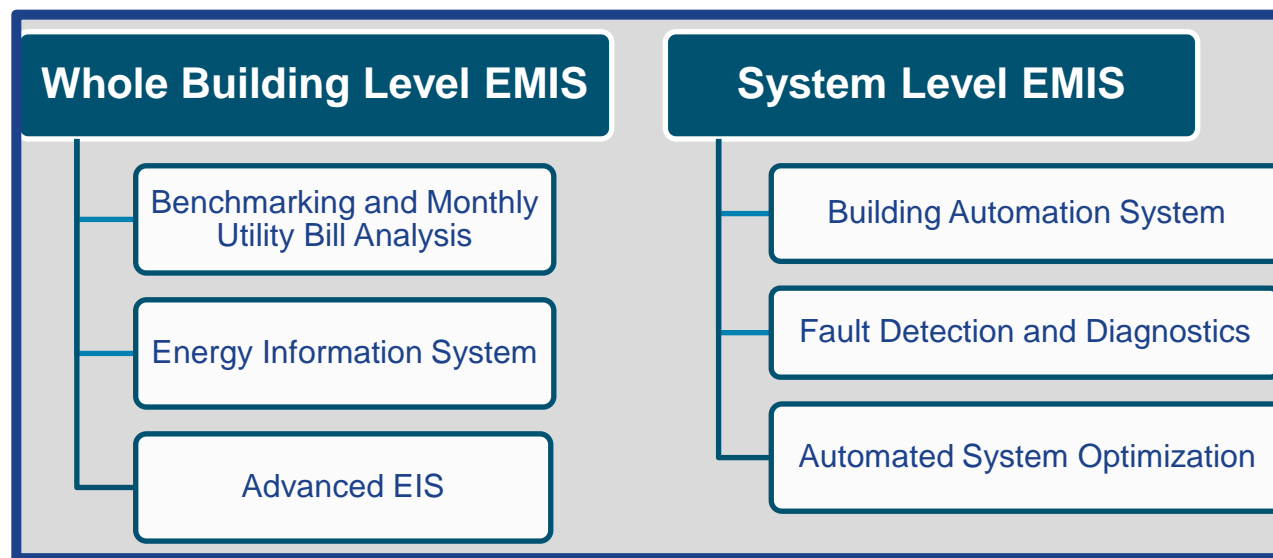 Whole Building Level EMIS
Benchmarking and Monthly
Utility Bill Analysis
Energy Information System
Advanced EIS
System Level EMIS
Building Automation System
Fault Detection and Diagnostics
Automated System Optimization